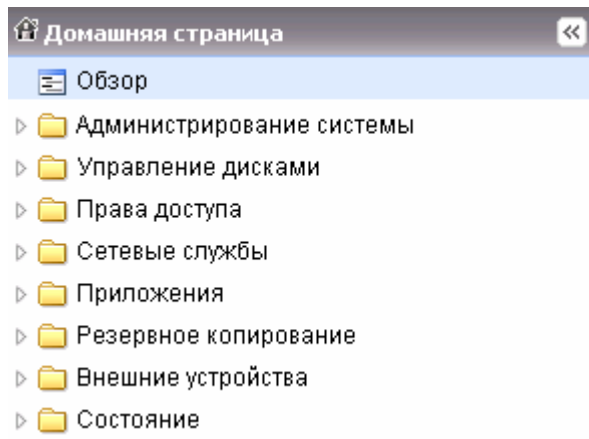 Домашняя страница
Обзор
Администрирование системы
Управление дисками
Права доступа
Сетевые службы
Приложения
Резервное копирование
Внешние устройства
Состояние